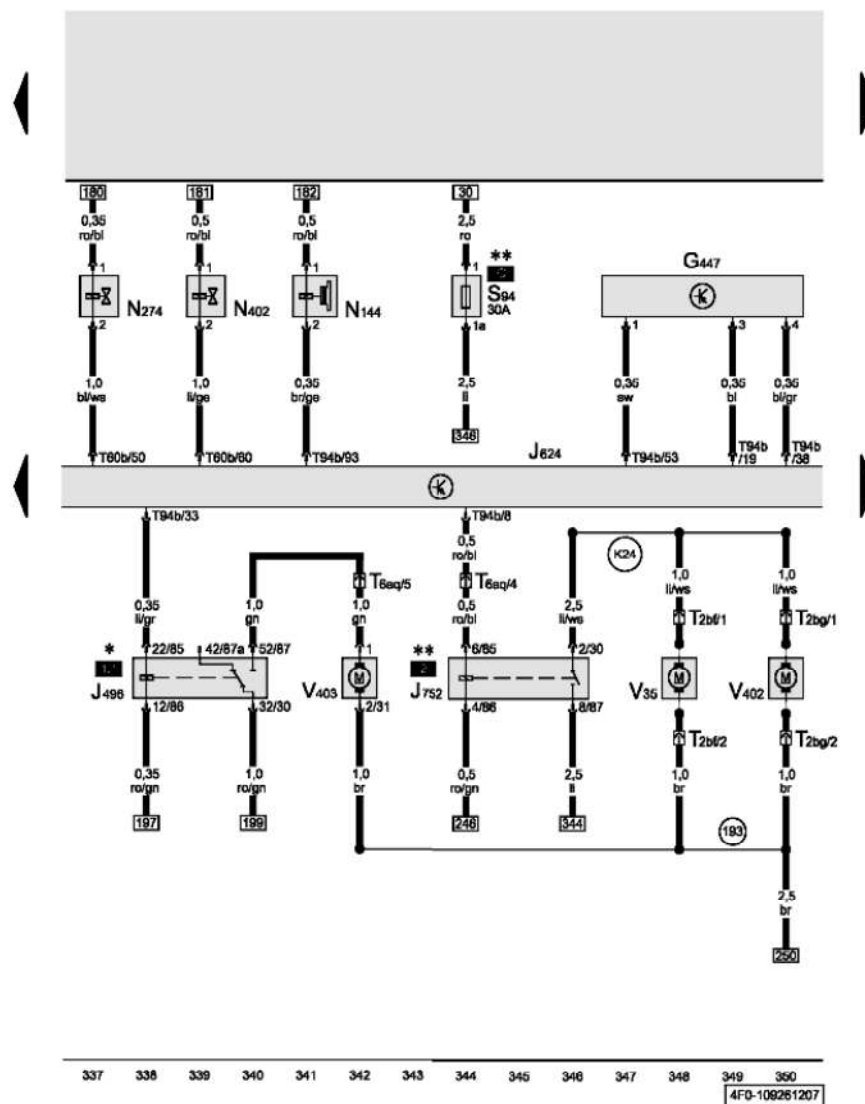 180 181 182 30
0,35 0,5 0,5 2,5
ro/bl ro/bl ro/bl ro
**
G447
1 1 1 1
N274 N402 N144 S94
30A
2 2 2 1a 1 3 4
1,0 1,0 0,35 2,5 0,35 0,35 0,35
bl/ws li/ge br/ge li sw bl bl/gr
346
J624
T60b/50 T60b/60 T94b/93 T94b/53 T94b/19 T94b/38
T94b/33 T94b/8
0,5
ro/bl
K24
T6aq/5 T6aq/4
1,0 1,0
li/ws li/ws
0,35 1,0 1,0 0,5 2,5
li/gr gn gn ro/bl li/ws
T2bf/1 T2bg/1
* 22/85 42/87a 52/87 1 ** 6/85 2/30
2
J496 V403 J752 V35 V402
M M M
12/86 32/30 2/31 4/86 8/87
T2bf/2 T2bg/2
0,35 1,0 1,0 0,5 2,5 1,0 1,0
ro/gn ro/gn br ro/gn li br br
197 199 246 344
193
2,5
br
250
337 338 339 340 341 342 343 344 345 346 347 348 349 350
4F0-109261207